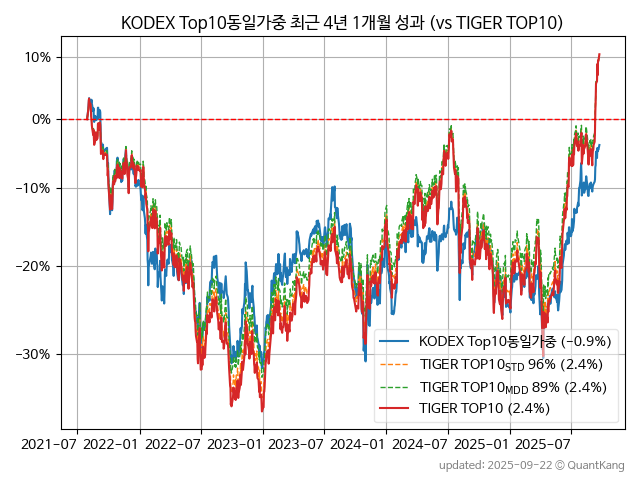 KODEX Top10동일가중 최근 4년 1개월 성과 (vs TIGER TOP10)
10%
0%
−10%
−20%
−30%
KODEX Top10동일가중 (−0.9%)
TIGER TOP10STD 96% (2.4%)
TIGER TOP10MDD 89% (2.4%)
TIGER TOP10 (2.4%)
2021-07 2022-01 2022-07 2023-01 2023-07 2024-01 2024-07 2025-01 2025-07
updated: 2025-09-22 © QuantKang